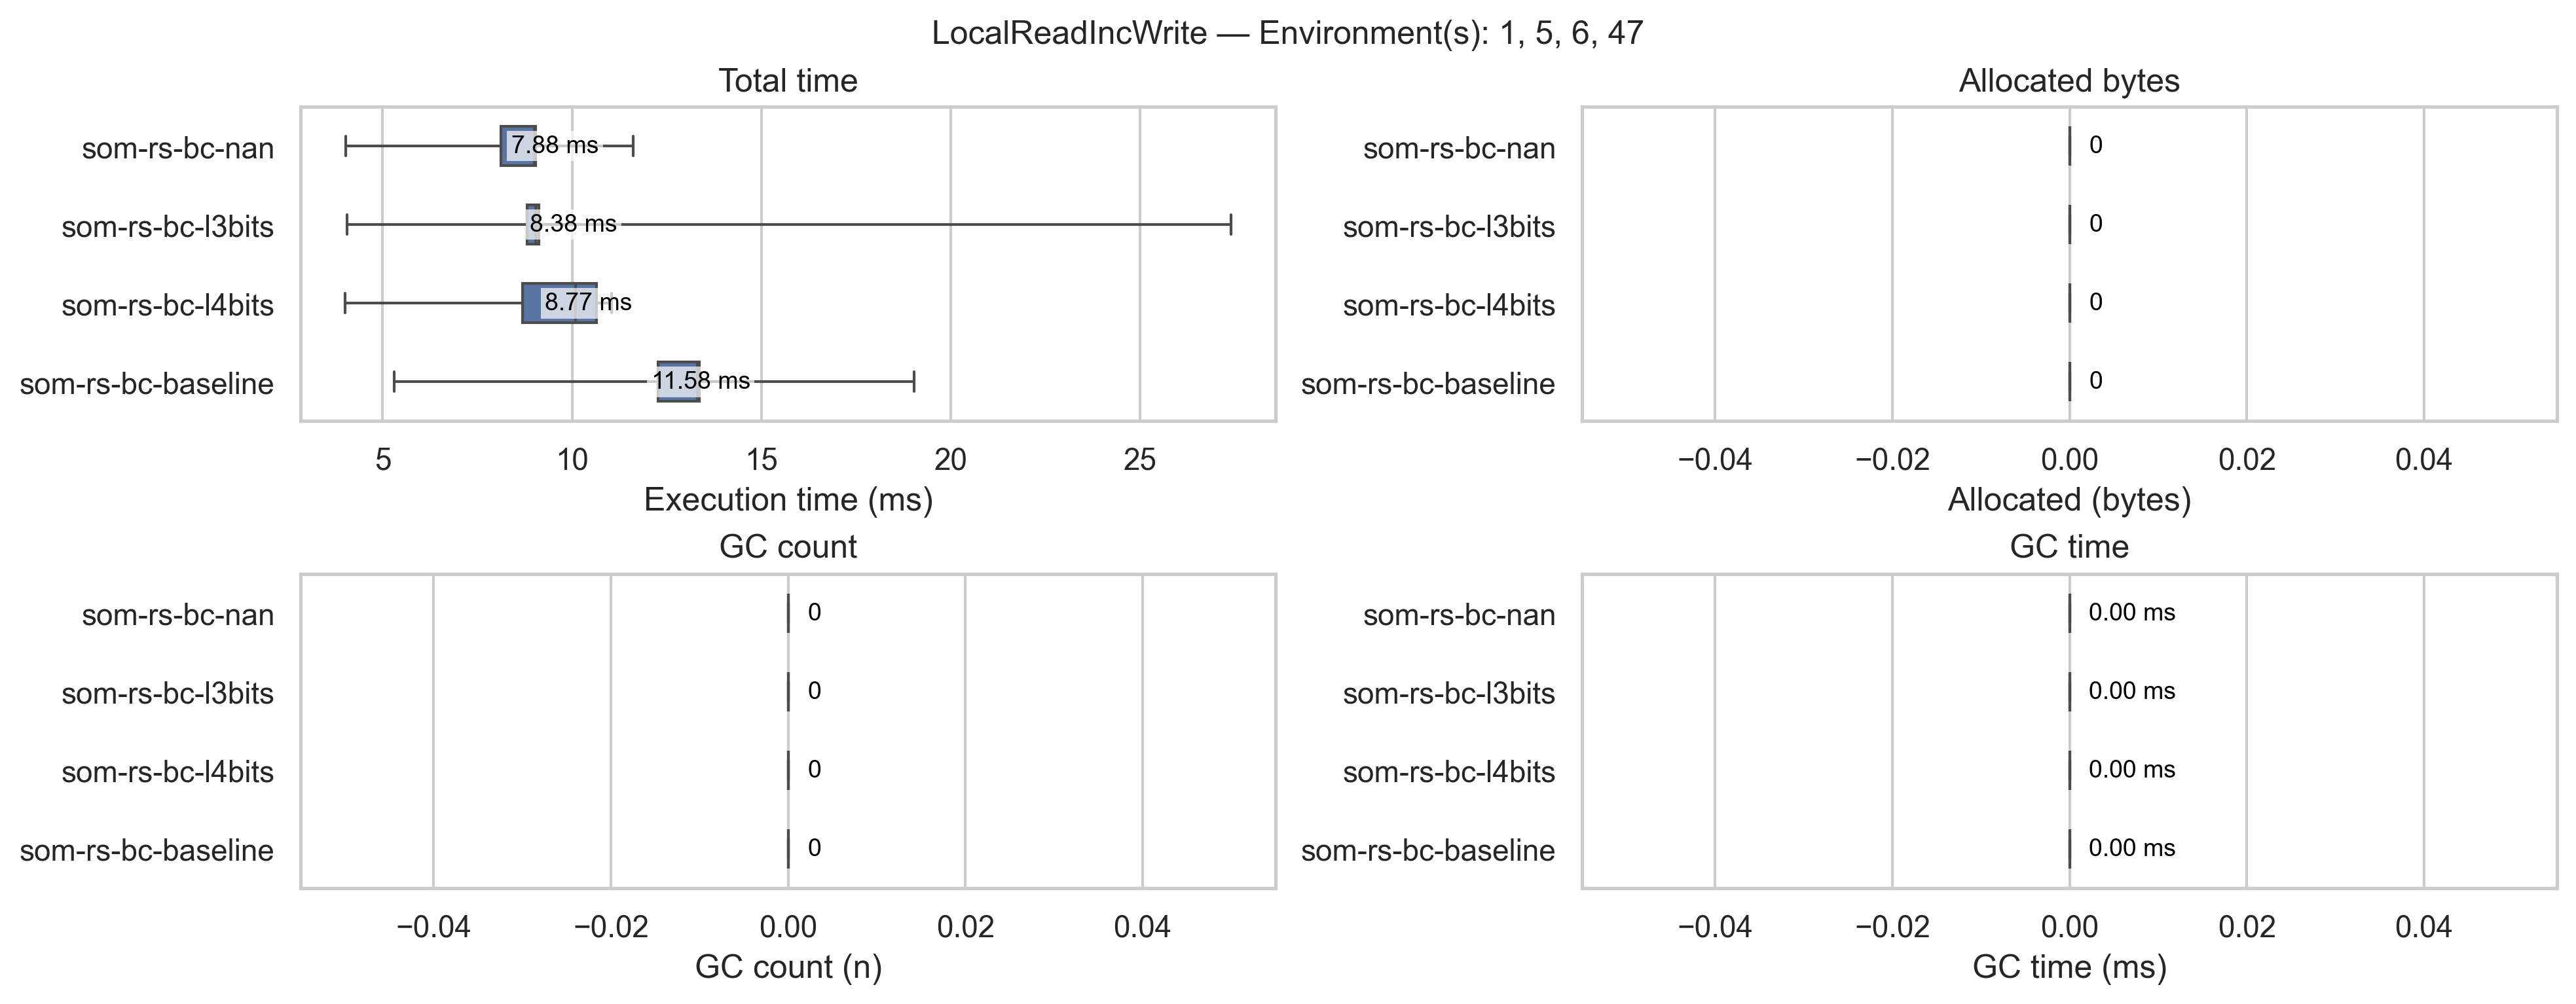 LocalReadIncWrite — Environment(s): 1, 5, 6, 47
Total time
som-rs-bc-nan
7.88 ms
som-rs-bc-l3bits
8.38 ms
som-rs-bc-l4bits
8.77 ms
som-rs-bc-baseline
11.58 ms
5 10 15 20 25
Execution time (ms)
Allocated bytes
som-rs-bc-nan
0
som-rs-bc-l3bits
0
som-rs-bc-l4bits
0
som-rs-bc-baseline
0
−0.04 −0.02 0.00 0.02 0.04
Allocated (bytes)
GC count
som-rs-bc-nan
0
som-rs-bc-l3bits
0
som-rs-bc-l4bits
0
som-rs-bc-baseline
0
−0.04 −0.02 0.00 0.02 0.04
GC count (n)
GC time
som-rs-bc-nan
0.00 ms
som-rs-bc-l3bits
0.00 ms
som-rs-bc-l4bits
0.00 ms
som-rs-bc-baseline
0.00 ms
−0.04 −0.02 0.00 0.02 0.04
GC time (ms)